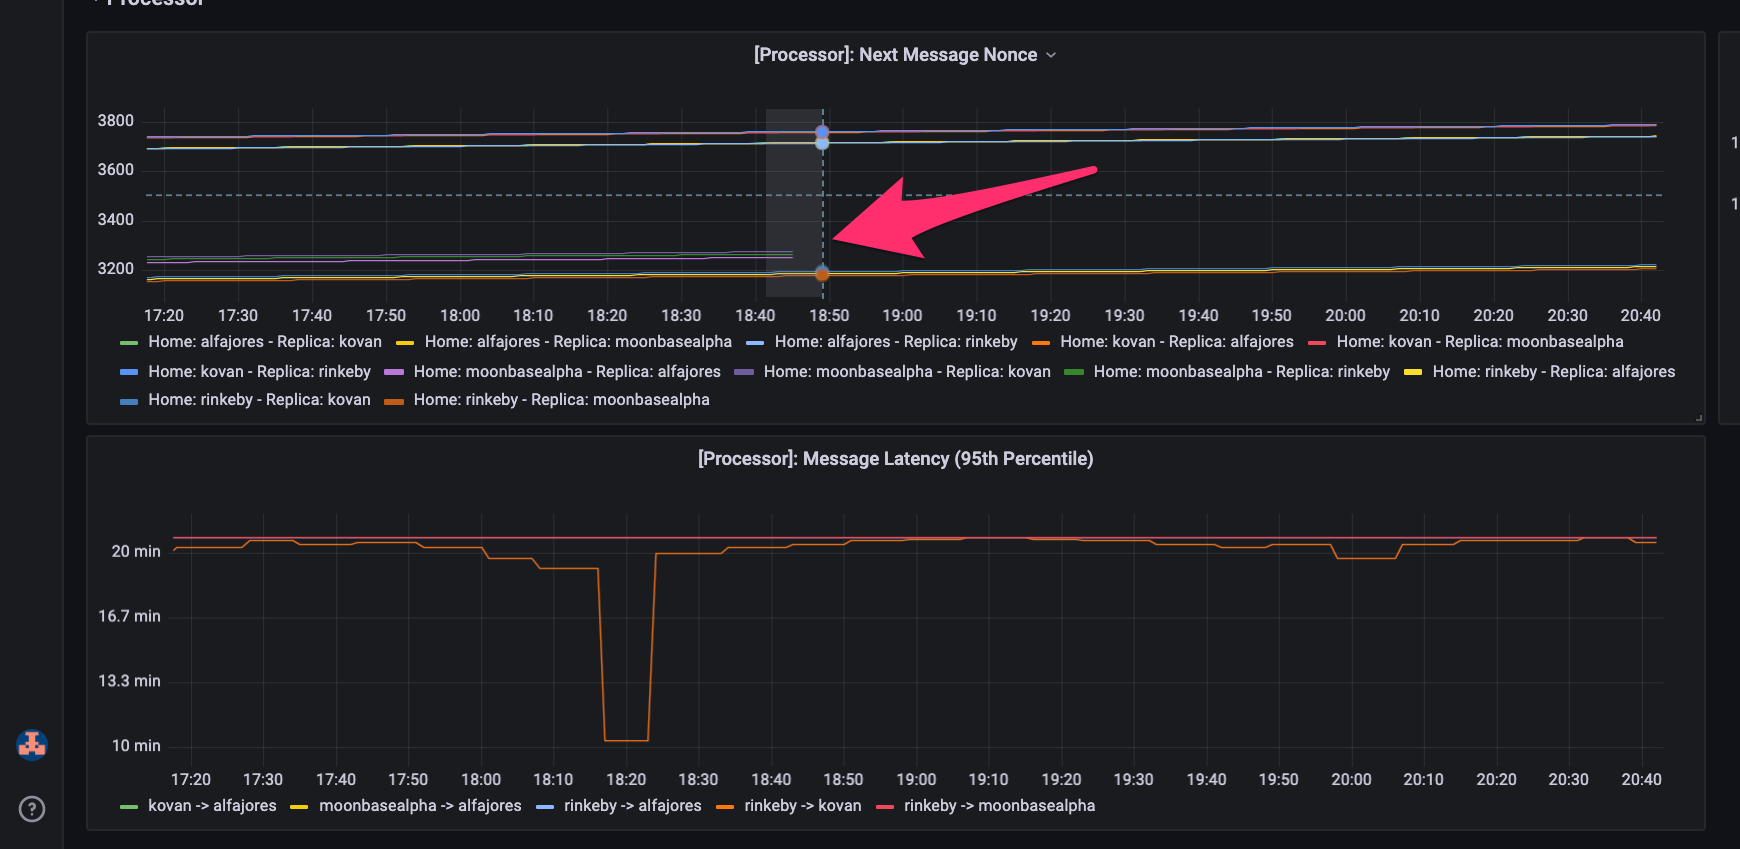 Processor
[Processor]: Next Message Nonce
3800
3600
3400
3200
17:20 17:30 17:40 17:50 18:00 18:10 18:20 18:30 18:40 18:50 19:00 19:10 19:20 19:30 19:40 19:50 20:00 20:10 20:20 20:30 20:40
Home: alfajores - Replica: kovan Home: alfajores - Replica: moonbasealpha Home: alfajores - Replica: rinkeby Home: kovan - Replica: alfajores Home: kovan - Replica: moonbasealpha
Home: kovan - Replica: rinkeby Home: moonbasealpha - Replica: alfajores Home: moonbasealpha - Replica: kovan Home: moonbasealpha - Replica: rinkeby Home: rinkeby - Replica: alfajores
Home: rinkeby - Replica: kovan Home: rinkeby - Replica: moonbasealpha
1
1
[Processor]: Message Latency (95th Percentile)
20 min
16.7 min
13.3 min
10 min
17:20 17:30 17:40 17:50 18:00 18:10 18:20 18:30 18:40 18:50 19:00 19:10 19:20 19:30 19:40 19:50 20:00 20:10 20:20 20:30 20:40
kovan -> alfajores moonbasealpha -> alfajores rinkeby -> alfajores rinkeby -> kovan rinkeby -> moonbasealpha
?